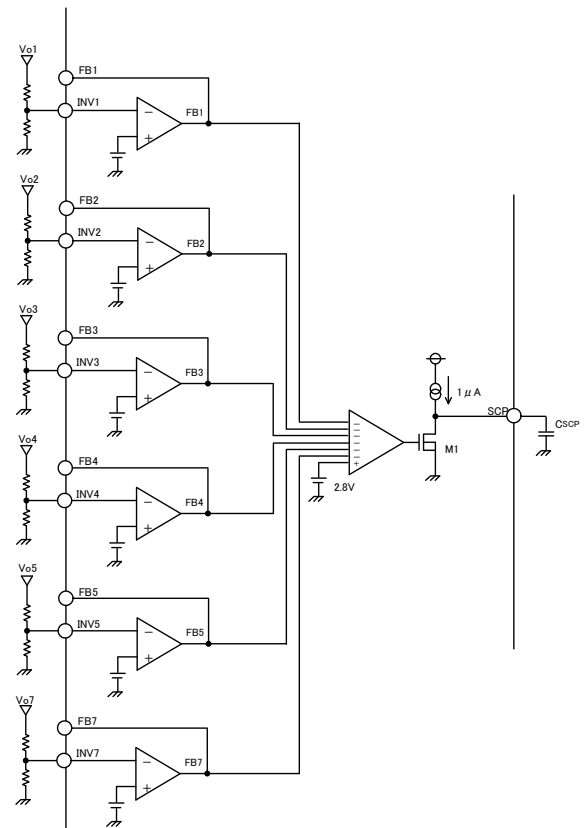 Vo1
FB1
INV1
FB1
−
+
Vo2
FB2
INV2
FB2
−
+
Vo3
FB3
INV3
FB3
−
+
Vo4
FB4
INV4
FB4
−
+
Vo5
FB5
INV5
FB5
−
+
Vo7
FB7
INV7
FB7
−
+
−
−
−
−
−
−
+
2.8V
1μA
SCP
CSCP
M1